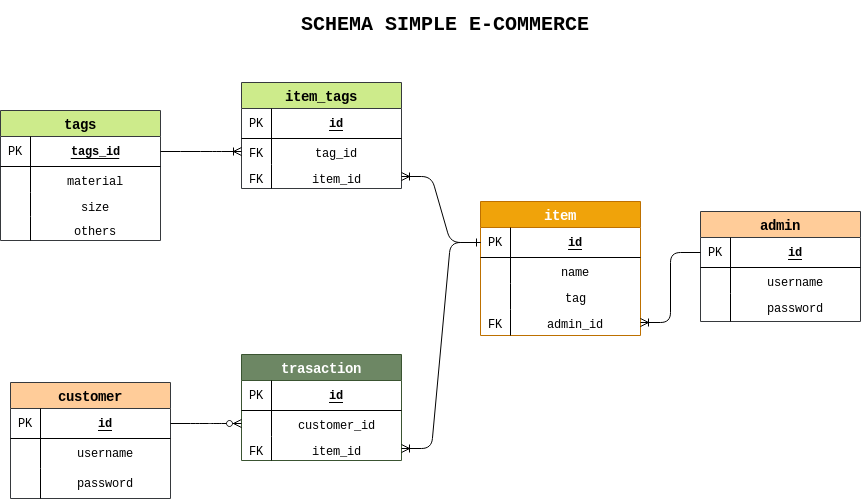 SCHEMA SIMPLE E-COMMERCE
tags
PK tags_id
material
size
others
item_tags
PK id
FK tag_id
FK item_id
item
PK id
name
tag
FK admin_id
admin
PK id
username
password
customer
PK id
username
password
trasaction
PK id
customer_id
FK item_id